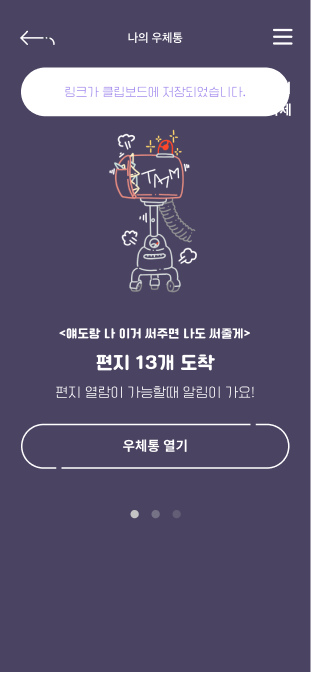 나의 우체통
링크가 클립보드에 저장되었습니다.
TMTM
<얘도랑 나 이거 써주면 나도 써줄게>
편지 13개 도착
편지 열람이 가능할때 알림이 가요!
우체통 열기